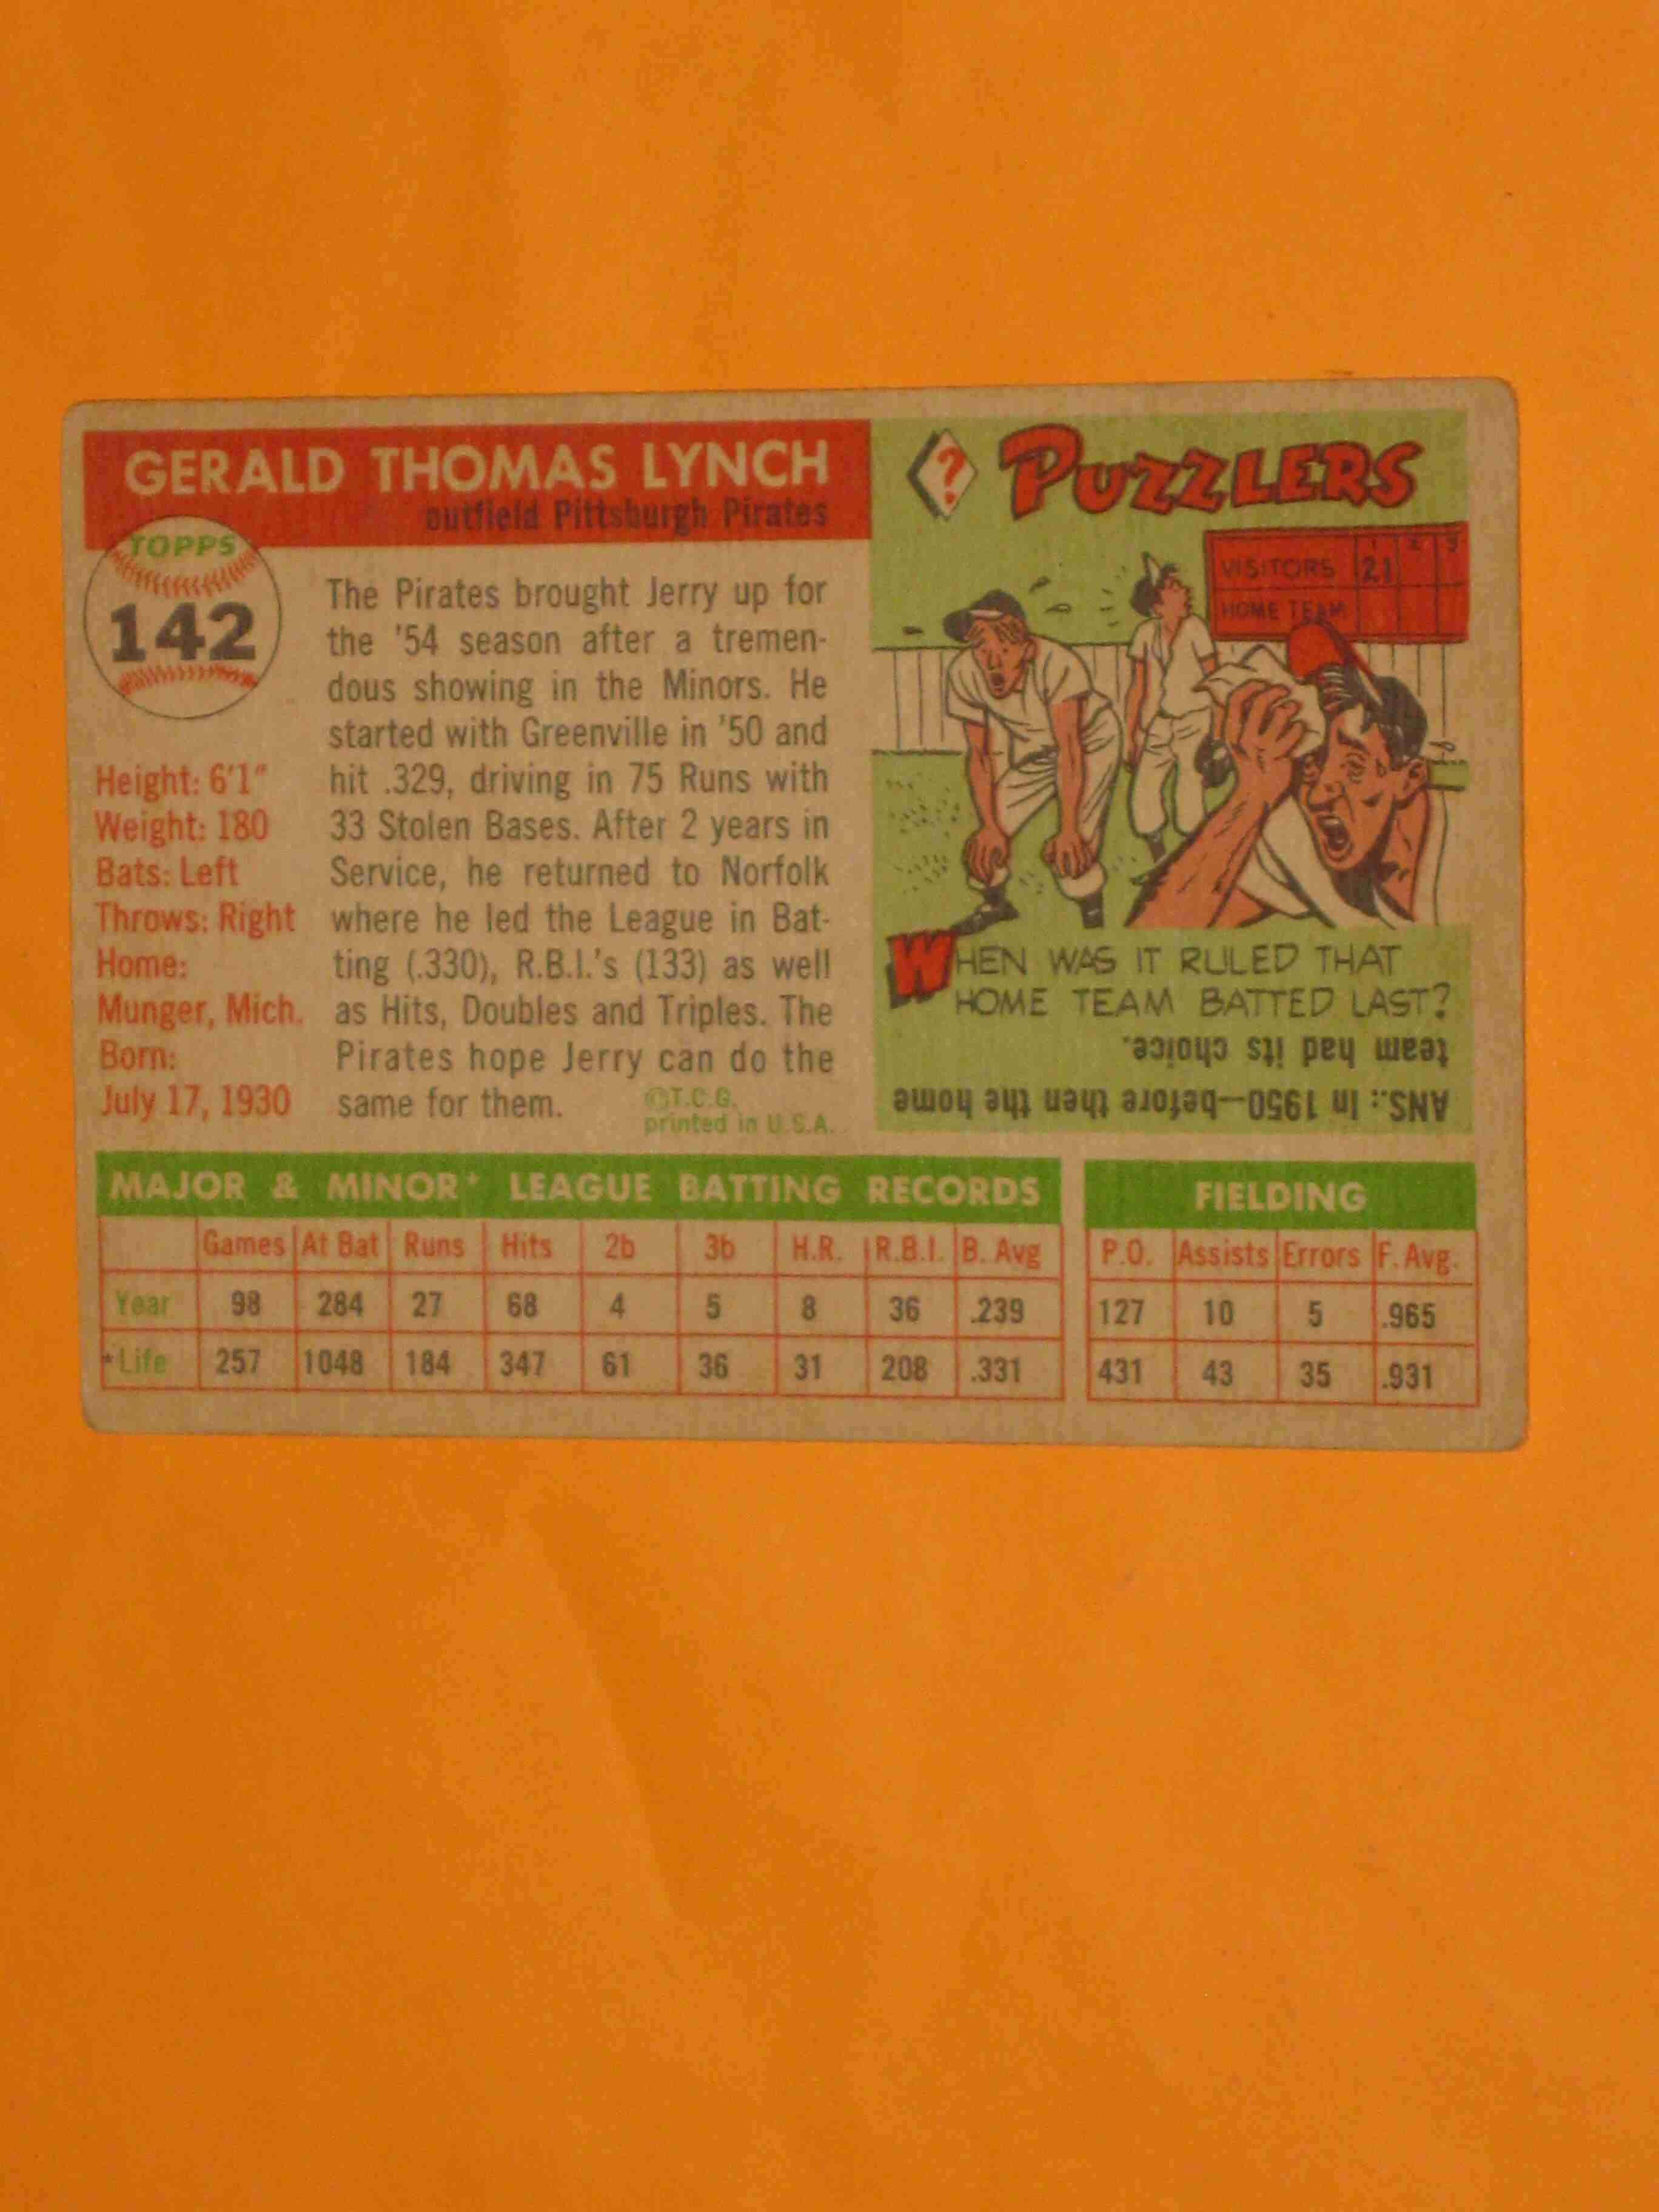 GERALD THOMAS LYNCH
outfield Pittsburgh Pirates
TOPPS
142
Height: 6'1"
Weight: 180
Bats: Left
Throws: Right
Home:
Munger, Mich.
Born:
July 17, 1930
The Pirates brought Jerry up for
the '54 season after a tremen-
dous showing in the Minors. He
started with Greenville in '50 and
hit .329, driving in 75 Runs with
33 Stolen Bases. After 2 years in
Service, he returned to Norfolk
where he led the League in Bat-
ting (.330), R.B.I.'s (133) as well
as Hits, Doubles and Triples. The
Pirates hope Jerry can do the
same for them.
©T.C.G.
printed in U.S.A.
? PUZZLERS
1 2 3
VISITORS 21
HOME TEAM
WHEN WAS IT RULED THAT
HOME TEAM BATTED LAST?
ANS.: In 1950—before then the home
team had its choice.
MAJOR & MINOR* LEAGUE BATTING RECORDS
Games At Bat Runs Hits 2b 3b H.R. R.B.I. B. Avg
Year 98 284 27 68 4 5 8 36 .239
*Life 257 1048 184 347 61 36 31 208 .331
FIELDING
P.O. Assists Errors F. Avg.
127 10 5 .965
431 43 35 .931